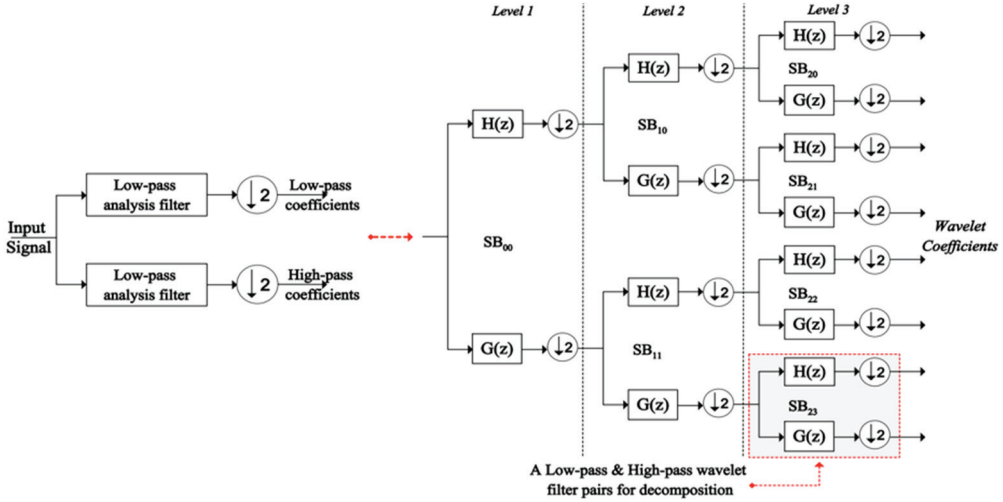 Level 1
Level 2
Level 3
Input
Signal
Low-pass
analysis filter
↓2
Low-pass
coefficients
Low-pass
analysis filter
↓2
High-pass
coefficients
SB00
H(z)
↓2
G(z)
↓2
SB10
H(z)
↓2
G(z)
↓2
SB11
H(z)
↓2
G(z)
↓2
H(z)
↓2
SB20
G(z)
↓2
H(z)
↓2
SB21
G(z)
↓2
H(z)
↓2
SB22
G(z)
↓2
H(z)
↓2
SB23
G(z)
↓2
Wavelet
Coefficients
A Low-pass & High-pass wavelet
filter pairs for decomposition